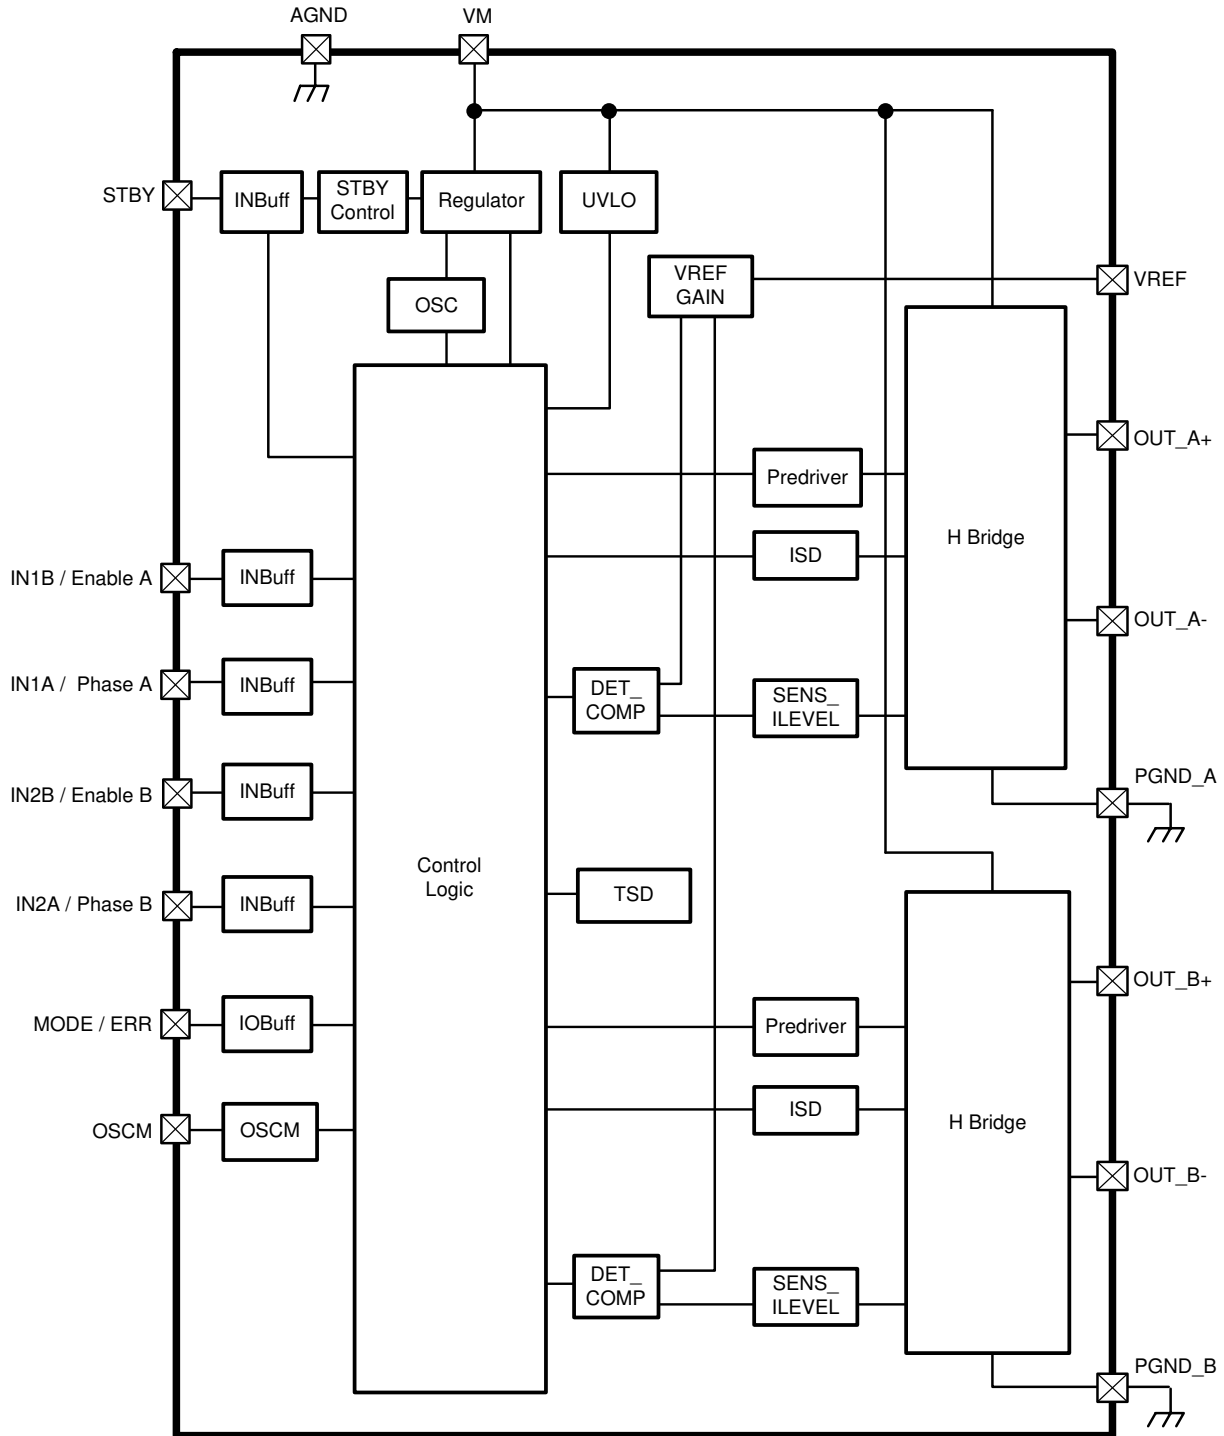 AGND
VM
STBY
INBuff
STBY
Control
Regulator
UVLO
VREF
GAIN
VREF
OSC
OUT_A+
Predriver
H Bridge
ISD
IN1B / Enable A
INBuff
OUT_A-
IN1A / Phase A
INBuff
DET_
COMP
SENS_
ILEVEL
IN2B / Enable B
INBuff
PGND_A
Control
Logic
TSD
IN2A / Phase B
INBuff
OUT_B+
MODE / ERR
IOBuff
Predriver
OSCM
OSCM
ISD
H Bridge
OUT_B-
DET_
COMP
SENS_
ILEVEL
PGND_B